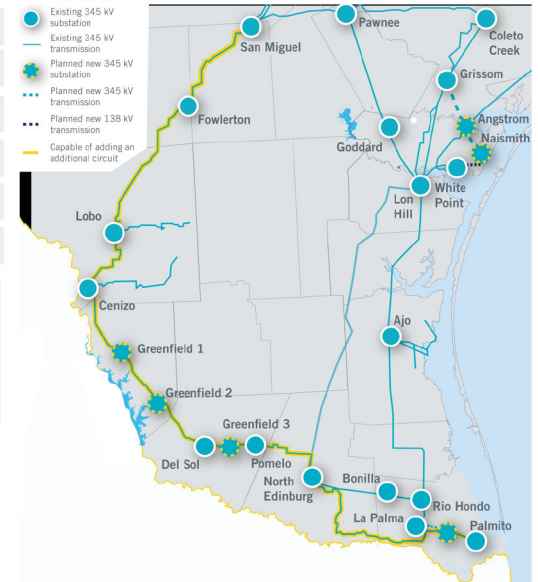 Existing 345 kV
substation
Existing 345 kV
transmission
Planned new 345 kV
substation
Planned new 345 kV
transmission
Planned new 138 kV
transmission
Capable of adding an
additional circuit
Pawnee
San Miguel
Coleto
Creek
Grissom
Fowlerton
Angstrom
Naismith
Goddard
White
Point
Lon
Hill
Lobo
Cenizo
Ajo
Greenfield 1
Greenfield 2
Greenfield 3
Del Sol
Pomelo
North
Edinburg
Bonilla
Rio Hondo
La Palma
Palmito